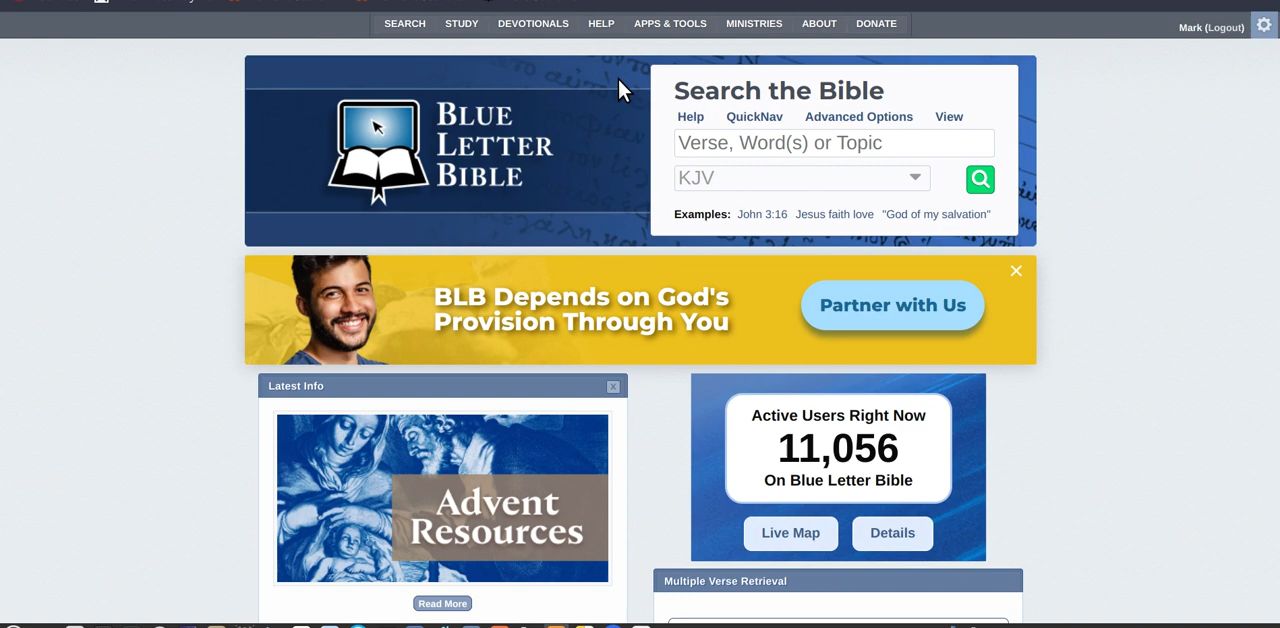 SEARCH STUDY DEVOTIONALS HELP APPS & TOOLS MINISTRIES ABOUT DONATE
Mark (Logout)
BLUE
LETTER
BIBLE
Search the Bible
Help QuickNav Advanced Options View
Verse, Word(s) or Topic
KJV
Examples: John 3:16 Jesus faith love "God of my salvation"
BLB Depends on God's
Provision Through You
Partner with Us
Latest Info
X
Advent
Resources
Read More
Active Users Right Now
11,056
On Blue Letter Bible
Live Map Details
Multiple Verse Retrieval